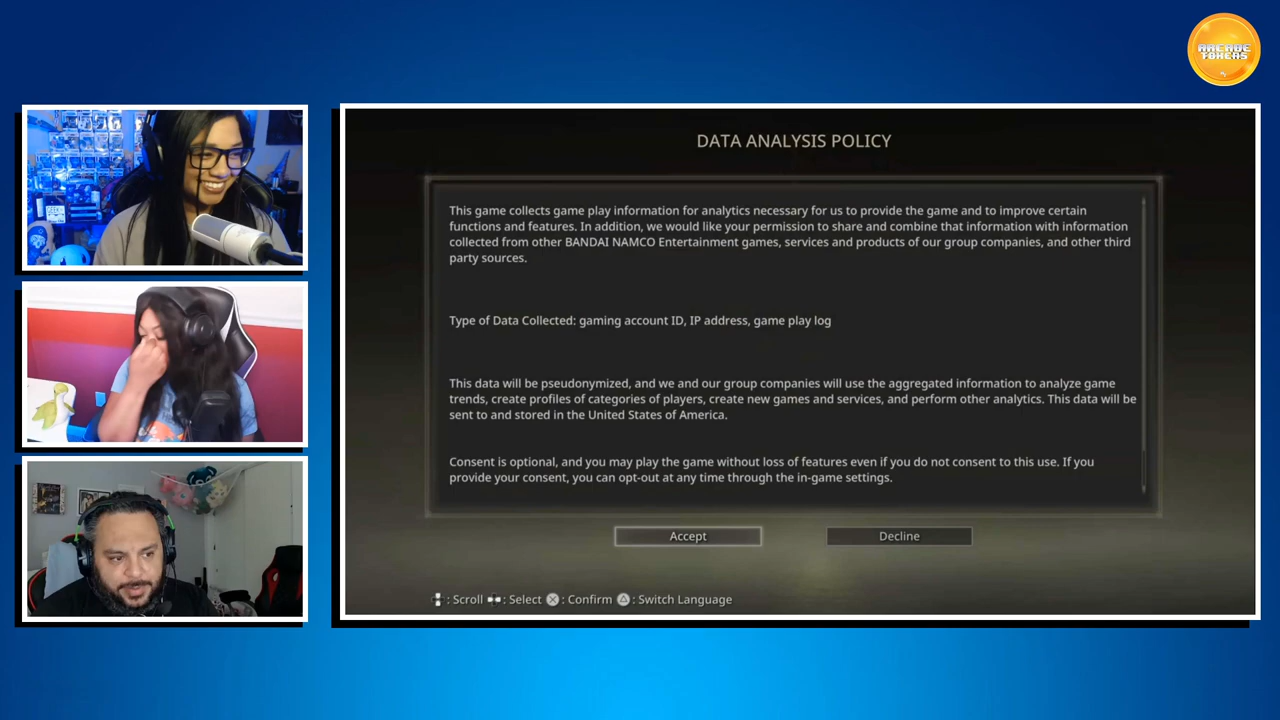 ARCADE
TOKENS
DATA ANALYSIS POLICY
This game collects game play information for analytics necessary for us to provide the game and to improve certain
functions and features. In addition, we would like your permission to share and combine that information with information
collected from other BANDAI NAMCO Entertainment games, services and products of our group companies, and other third
party sources.
Type of Data Collected: gaming account ID, IP address, game play log
This data will be pseudonymized, and we and our group companies will use the aggregated information to analyze game
trends, create profiles of categories of players, create new games and services, and perform other analytics. This data will be
sent to and stored in the United States of America.
Consent is optional, and you may play the game without loss of features even if you do not consent to this use. If you
provide your consent, you can opt-out at any time through the in-game settings.
Accept Decline
: Scroll : Select : Confirm : Switch Language